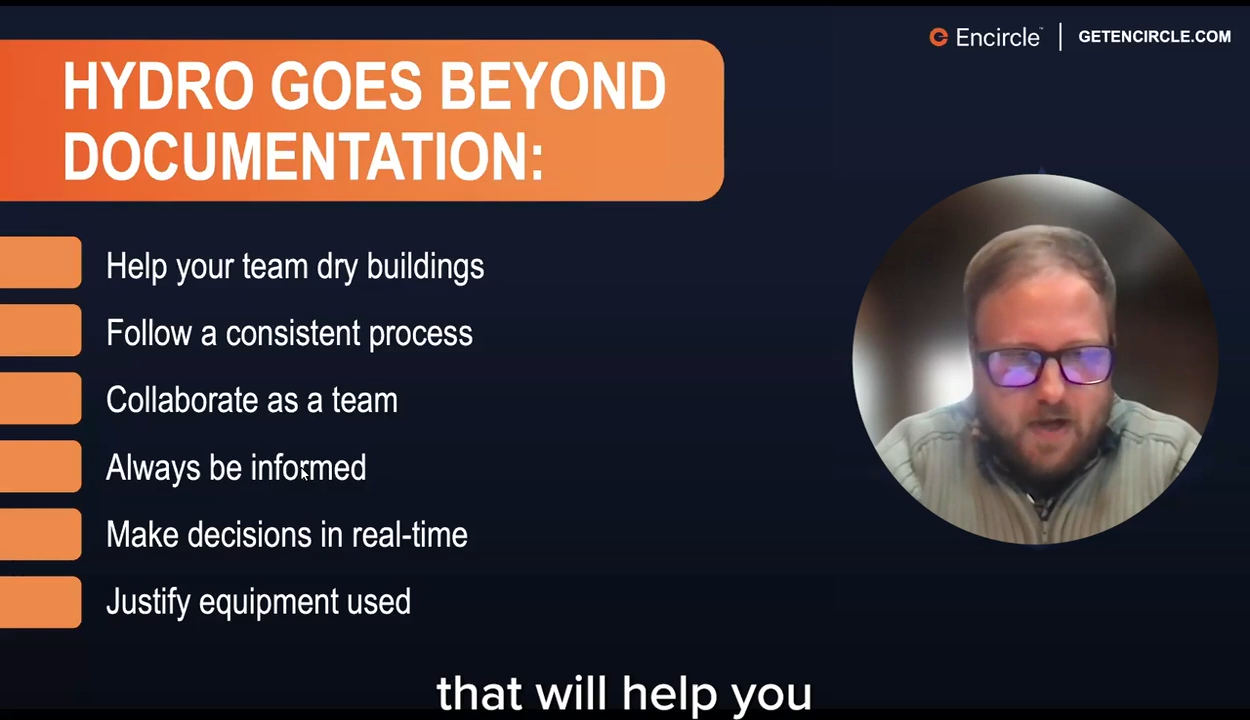 Encircle™ | GETENCIRCLE.COM
HYDRO GOES BEYOND
DOCUMENTATION:
Help your team dry buildings
Follow a consistent process
Collaborate as a team
Always be informed
Make decisions in real-time
Justify equipment used
that will help you